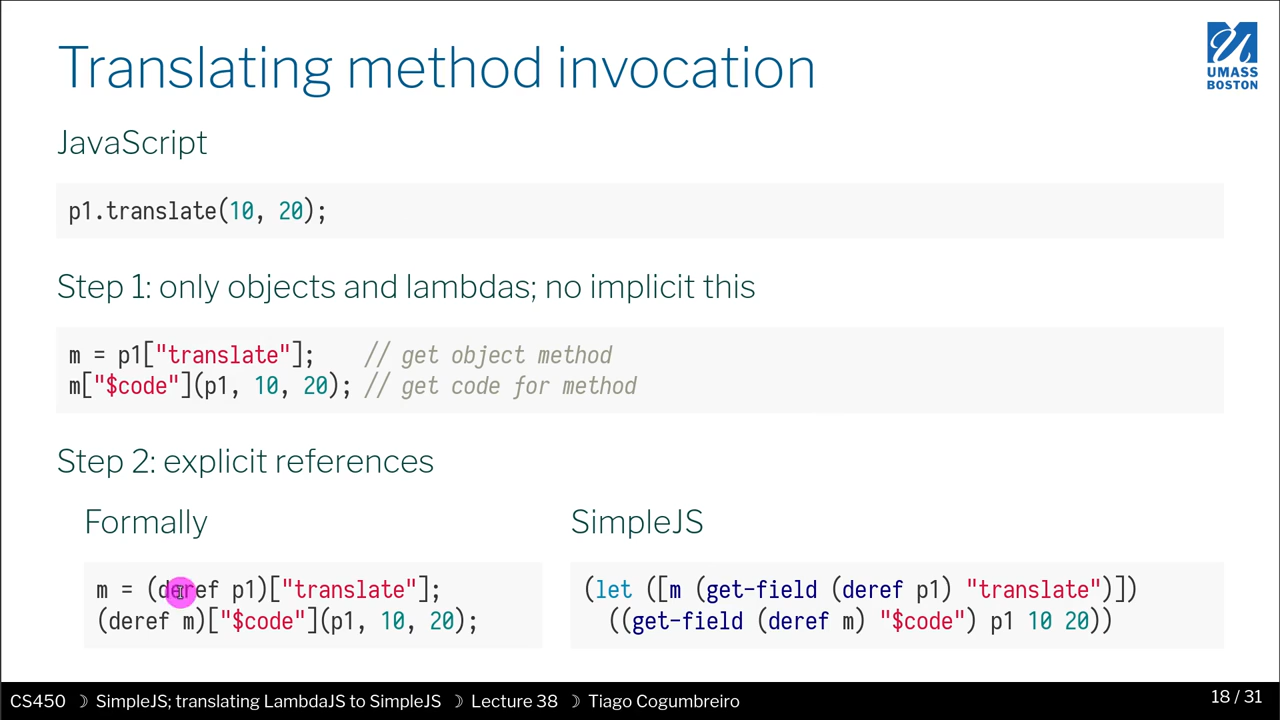 Translating method invocation
UMASS
BOSTON
JavaScript
p1.translate(10, 20);
Step 1: only objects and lambdas; no implicit this
m = p1["translate"];    // get object method
m["$code"](p1, 10, 20); // get code for method
Step 2: explicit references
Formally
m = (deref p1)["translate"];
(deref m)["$code"](p1, 10, 20);
SimpleJS
(let ([m (get-field (deref p1) "translate")])
  ((get-field (deref m) "$code") p1 10 20))
CS450 ☽ SimpleJS; translating LambdaJS to SimpleJS ☽ Lecture 38 ☽ Tiago Cogumbreiro
18 / 31